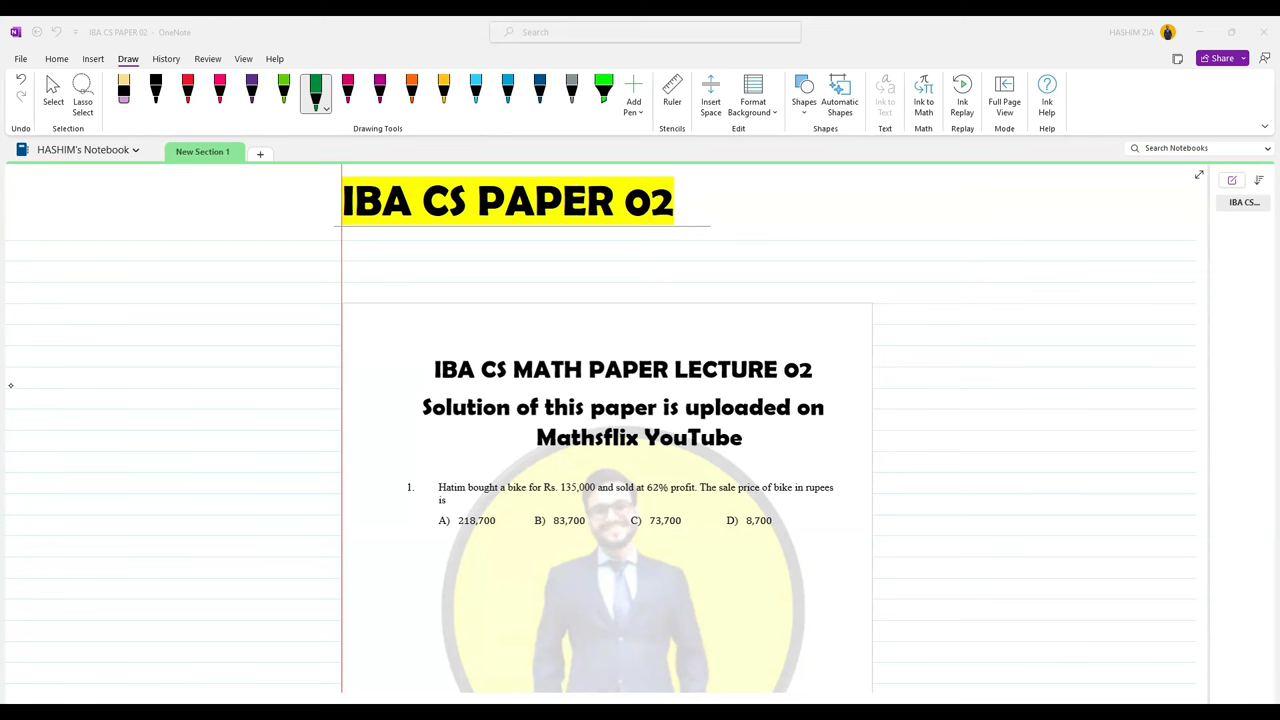 IBA CS PAPER 02 - OneNote
Search
HASHIM ZIA
File Home Insert Draw History Review View Help
Share
Undo
Select
Lasso
Select
Selection
Drawing Tools
Add
Pen
Ruler
Stencils
Insert
Space
Format
Background
Edit
Shapes
Automatic
Shapes
Shapes
Ink to
Text
Text
Ink to
Math
Math
Ink
Replay
Replay
Full Page
View
Mode
Ink
Help
Help
HASHIM's Notebook
New Section 1
+
Search Notebooks
IBA CS PAPER 02
IBA CS...
IBA CS MATH PAPER LECTURE 02
Solution of this paper is uploaded on
Mathsflix YouTube
1. Hatim bought a bike for Rs. 135,000 and sold at 62% profit. The sale price of bike in rupees
is
A) 218,700 B) 83,700 C) 73,700 D) 8,700